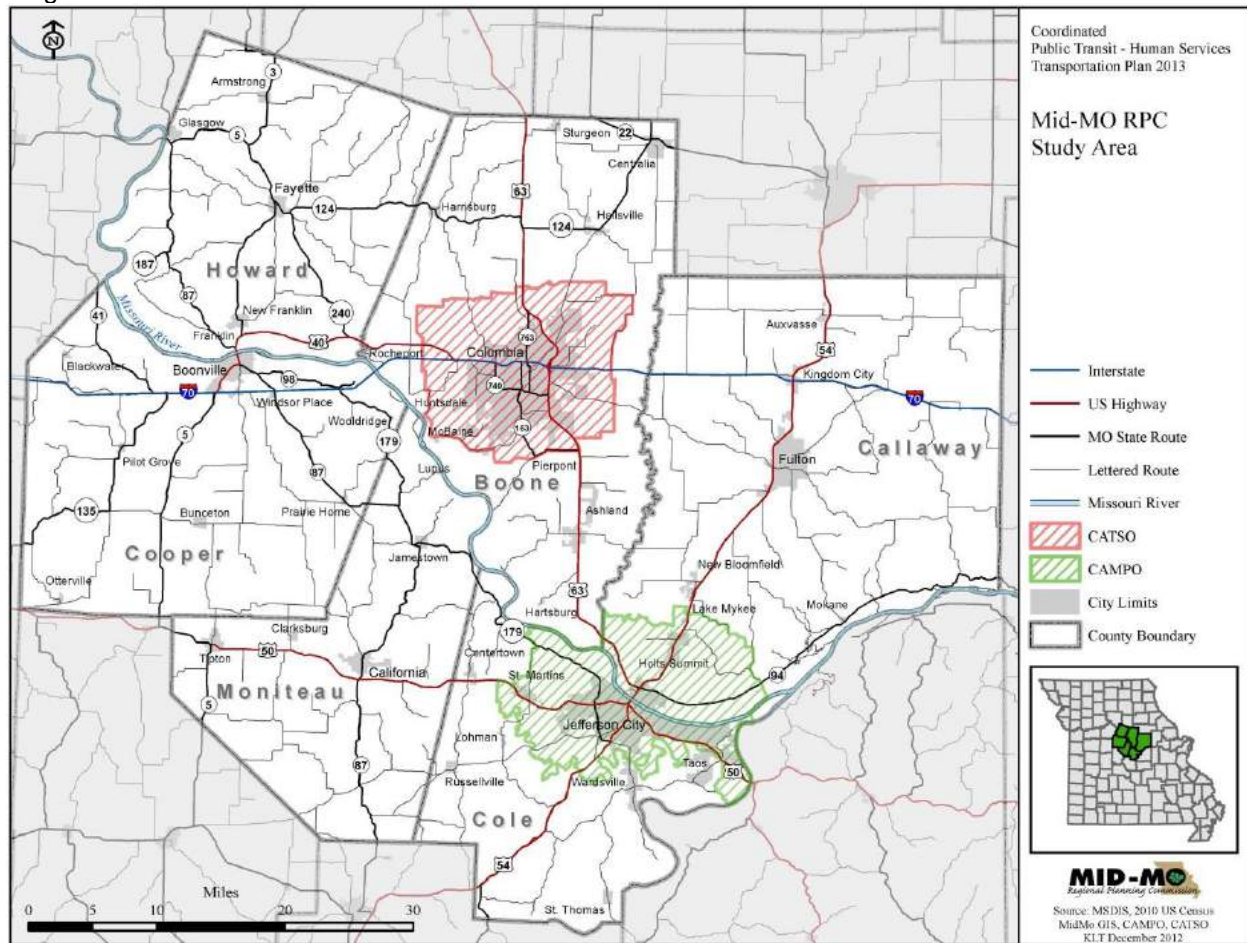 N
Coordinated
Public Transit - Human Services
Transportation Plan 2013
Mid-MO RPC
Study Area
Armstrong
3
Glasgow
5
Sturgeon
22
Centralia
Fayette
63
124
Harrisburg
Hallsville
124
187
Howard
87
New Franklin
240
41
Missouri River
Franklin
40
Rocheport
763
Columbia
Auxvasse
54
Kingdom City
Blackwater
Boonville
98
70
Windsor Place
Huntsdale
740
70
Wooldridge
McBaine
163
5
179
Lupus
Pierpont
Fulton
Callaway
Pilot Grove
87
Boone
135
Bunceton
Prairie Home
Ashland
Cooper
Jamestown
New Bloomfield
Otterville
63
Hartsburg
Lake Mykee
Mokane
Clarksburg
179
Tipton
50
Centertown
Holts Summit
94
California
St. Martins
Moniteau
5
Jefferson City
Lohman
Taos
50
87
Russellville
Wardsville
Cole
54
St. Thomas
Miles
0 5 10 20 30
Interstate
US Highway
MO State Route
Lettered Route
Missouri River
CATSO
CAMPO
City Limits
County Boundary
MID-MO
Regional Planning Commission
Source: MSDIS, 2010 US Census
MidMo GIS, CAMPO, CATSO
KLT December 2012